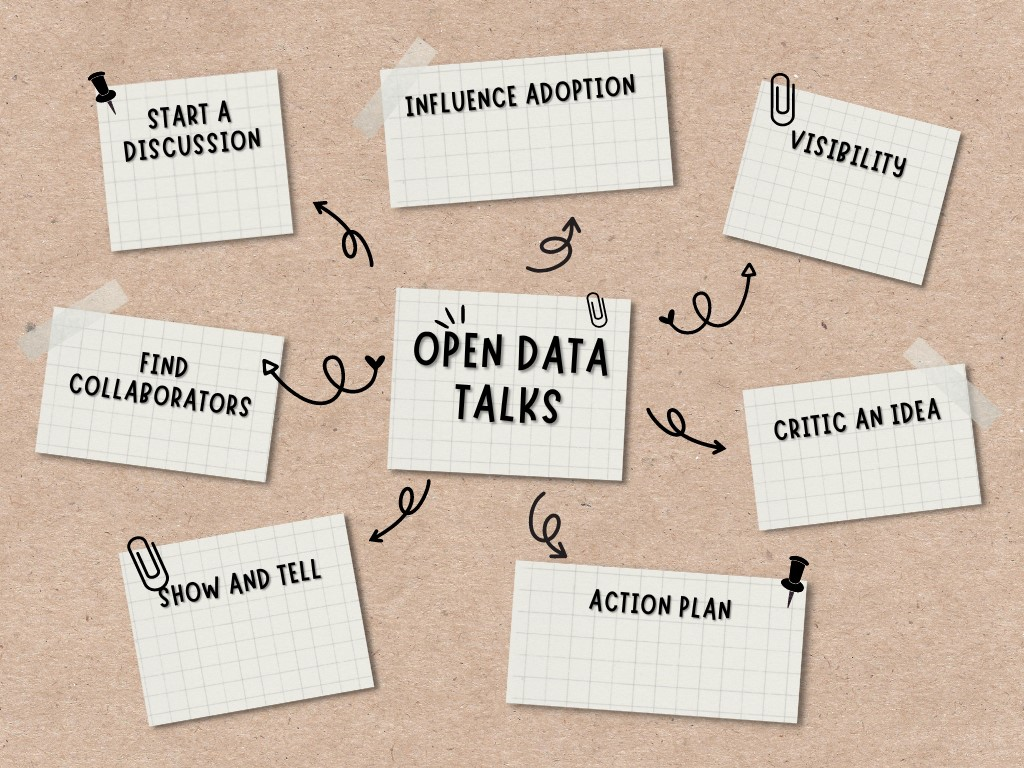 START A
DISCUSSION
INFLUENCE ADOPTION
VISIBILITY
OPEN DATA
TALKS
FIND
COLLABORATORS
CRITIC AN IDEA
SHOW AND TELL
ACTION PLAN